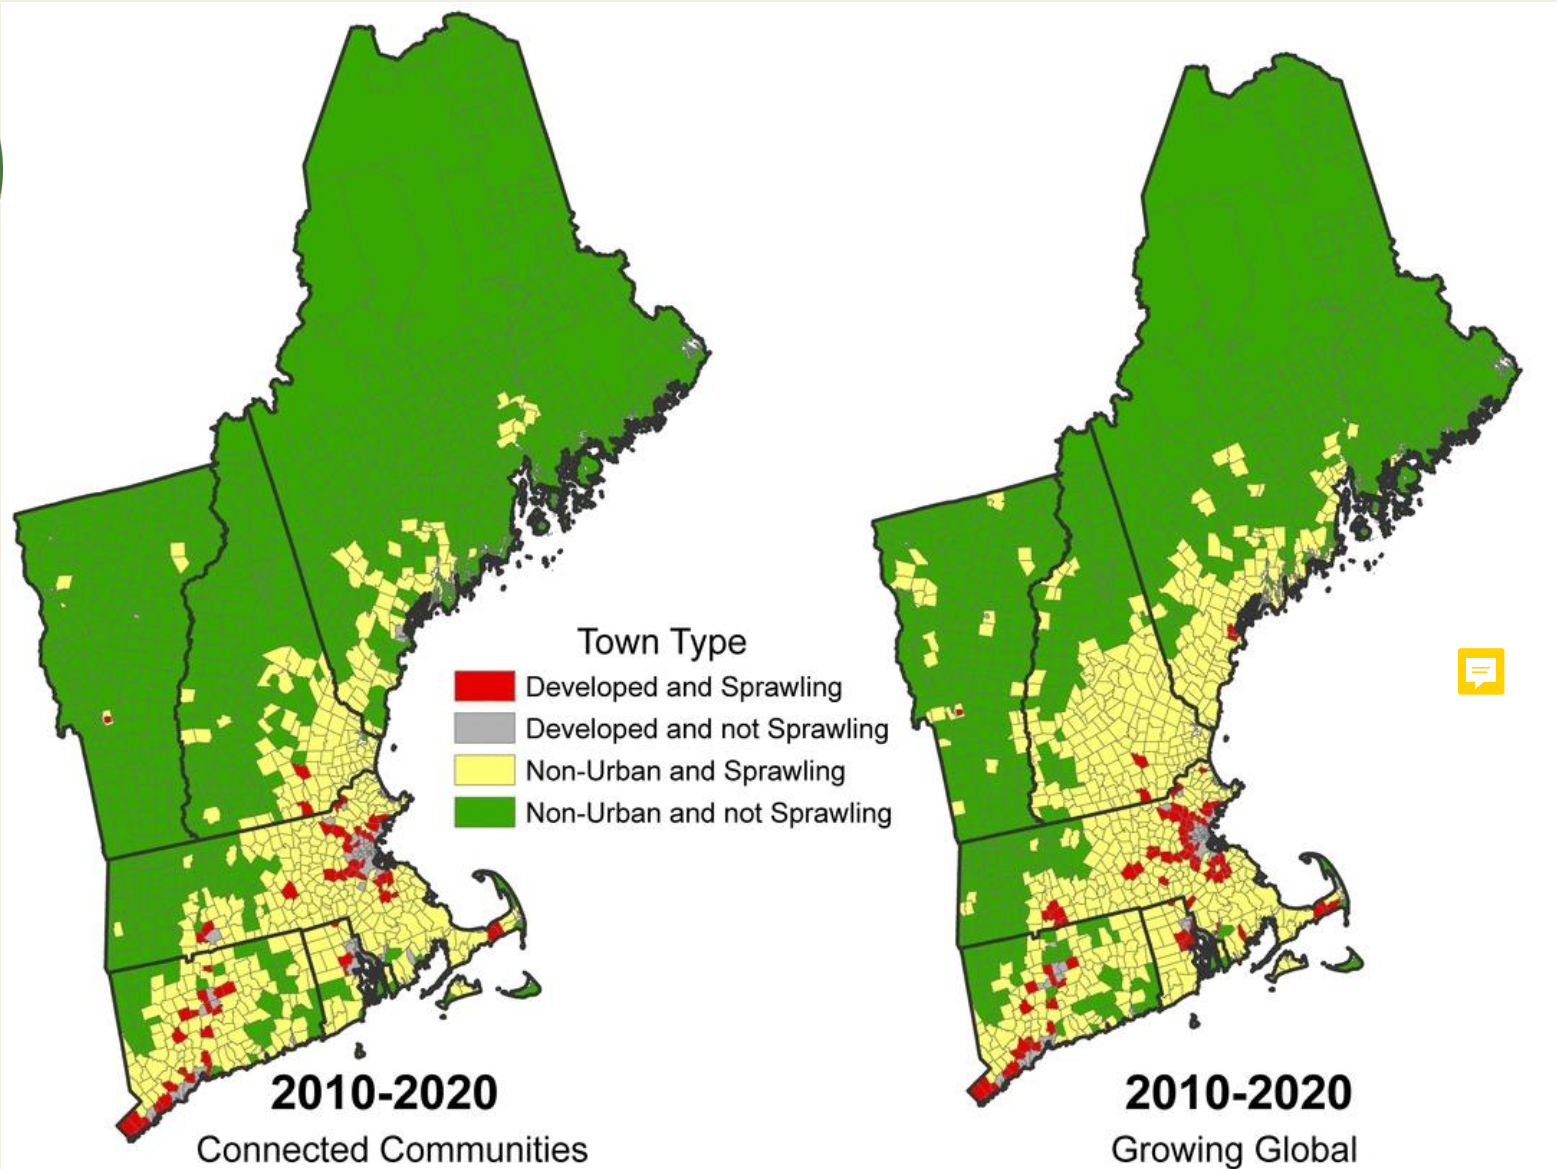 Town Type
Developed and Sprawling
Developed and not Sprawling
Non-Urban and Sprawling
Non-Urban and not Sprawling
2010-2020
Connected Communities
2010-2020
Growing Global